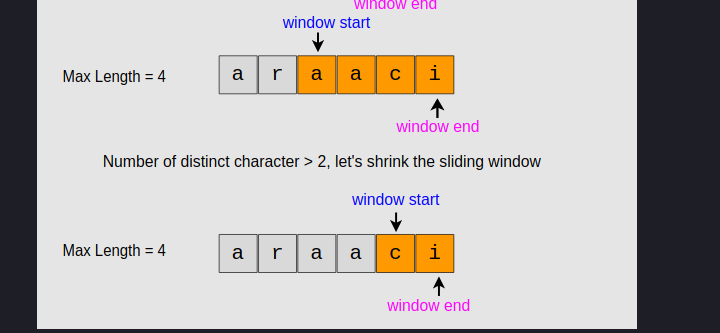 window end
window start
Max Length = 4
a r a a c i
window end
Number of distinct character > 2, let's shrink the sliding window
window start
Max Length = 4
a r a a c i
window end